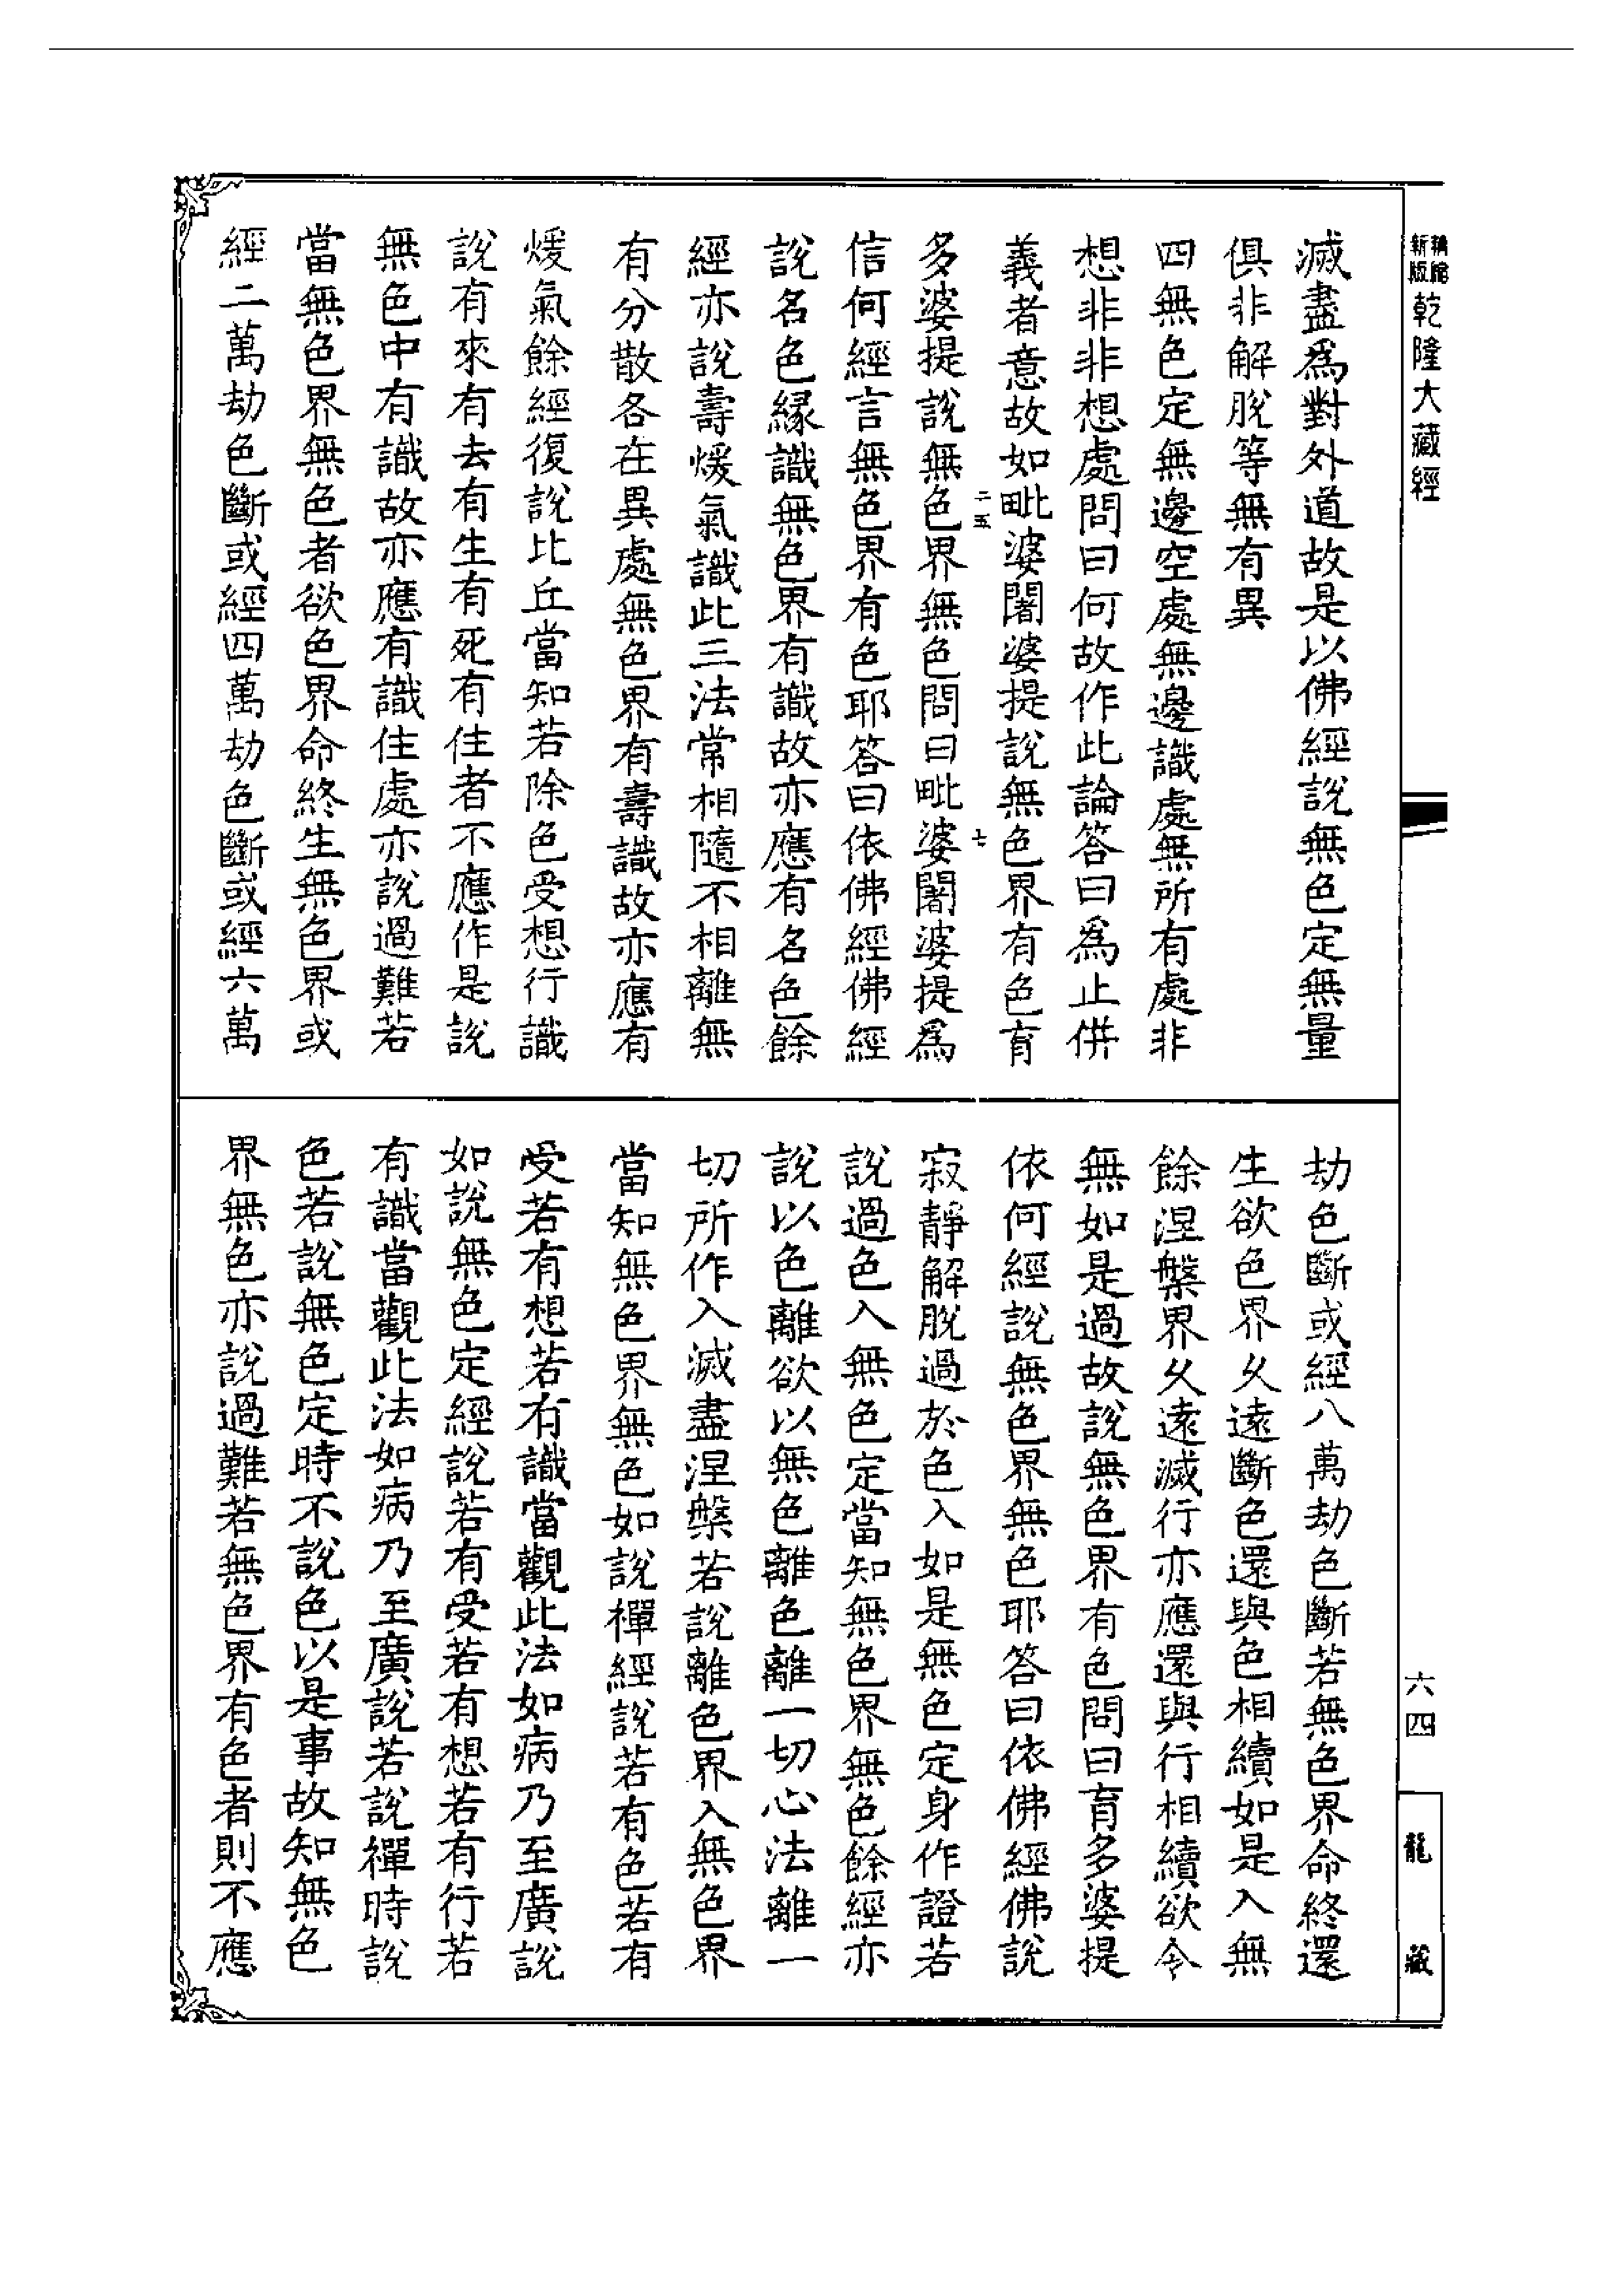 乾隆大藏經
滅盡爲對外道故是以佛經說無色定無量
俱非解脫等無有異
四無色定無邊空處無邊識處無所有處非
想非非想處問曰何故作此論答曰爲止併
義者意故如毗婆闍婆提說無色界有色育
二五
七
多婆提說無色界無色問曰毗婆闍婆提爲
信何經言無色界有色耶答曰依佛經佛經
說名色緣識無色界有識故亦應有名色餘
經亦說壽煖氣識此三法常相隨不相離無
有分散各在異處無色界有壽識故亦應有
煖氣餘經復說比丘當知若除色受想行識
說有來有去有生有死有住者不應作是說
無色中有識故亦應有識住處亦說過難若
當無色界無色者欲色界命終生無色界或
經二萬劫色斷或經四萬劫色斷或經六萬
劫色斷或經八萬劫色斷若無色界命終還
生欲色界久遠斷色還與色相續如是入無
餘涅槃界久遠滅行亦應還與行相續欲令
無如是過故說無色界有色問曰育多婆提
依何經說無色界無色耶答曰依佛經佛說
寂靜解脫過於色入如是無色定身作證若
說過色入無色定當知無色界無色餘經亦
說以色離欲以無色離色離一切心法離一
切所作入滅盡涅槃若說離色界入無色界
當知無色界無色如說禪經說若有色若有
受若有想若有識當觀此法如病乃至廣說
如說無色定經說若有受若有想若有行若
有識當觀此法如病乃至廣說若說禪時說
色若說無色定時不說色以是事故知無色
界無色亦說過難若無色界有色者則不應
六四
龍藏